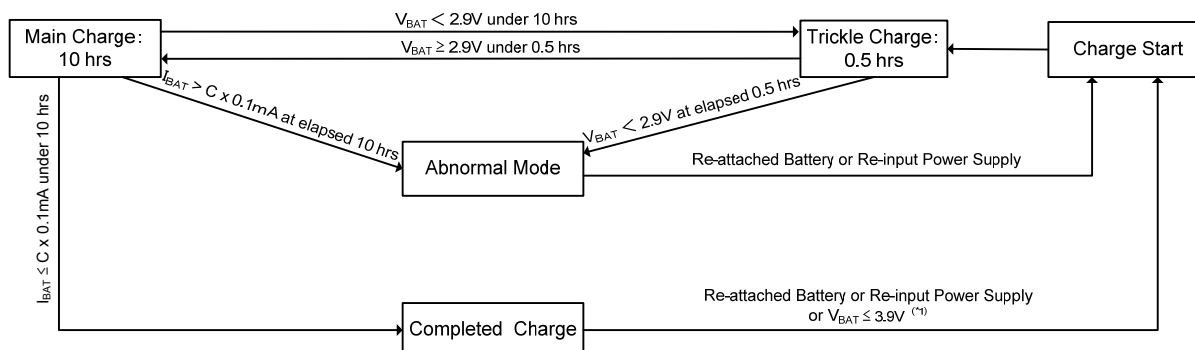 V_BAT < 2.9V under 10 hrs
Main Charge:
10 hrs
V_BAT ≥ 2.9V under 0.5 hrs
Trickle Charge:
0.5 hrs
Charge Start
I_BAT > C x 0.1mA at elapsed 10 hrs
V_BAT < 2.9V at elapsed 0.5 hrs
I_BAT ≤ C x 0.1mA under 10 hrs
Abnormal Mode
Re-attached Battery or Re-input Power Supply
Completed Charge
Re-attached Battery or Re-input Power Supply
or V_BAT ≤ 3.9V (*1)